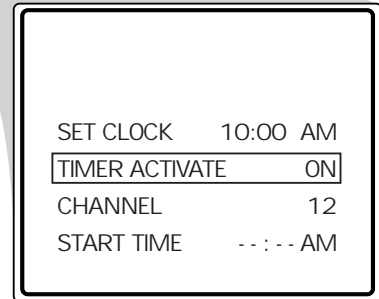 SET CLOCK 10:00 AM
TIMER ACTIVATE ON
CHANNEL 12
START TIME - - : - - AM